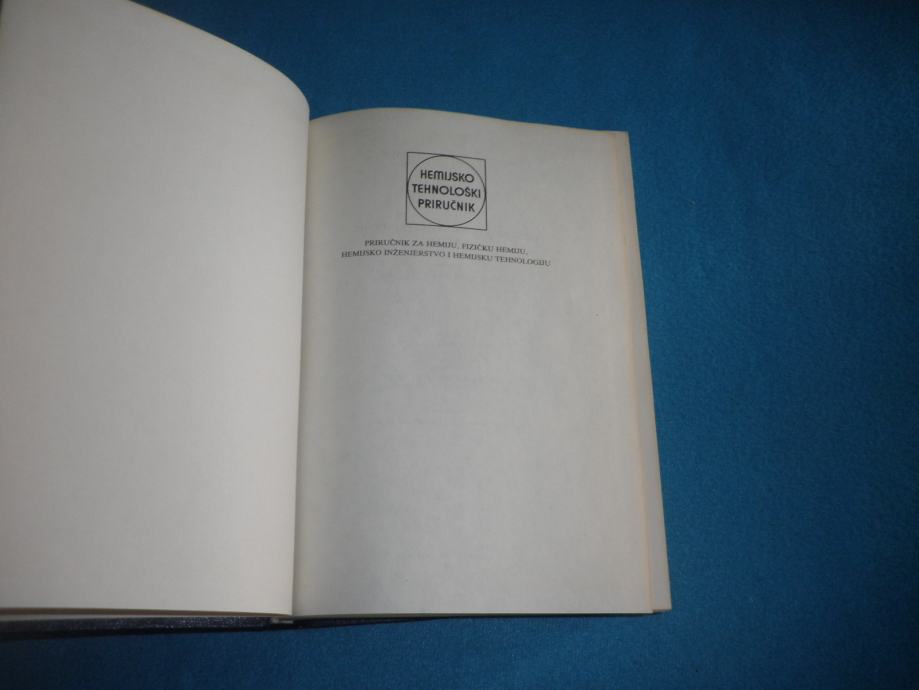 HEMIJSKO
TEHNOLOŠKI
PRIRUČNIK
PRIRUČNIK ZA HEMIJU, FIZIČKU HEMIJU,
HEMIJSKO INŽENJERSTVO I HEMIJSKU TEHNOLOGIJU